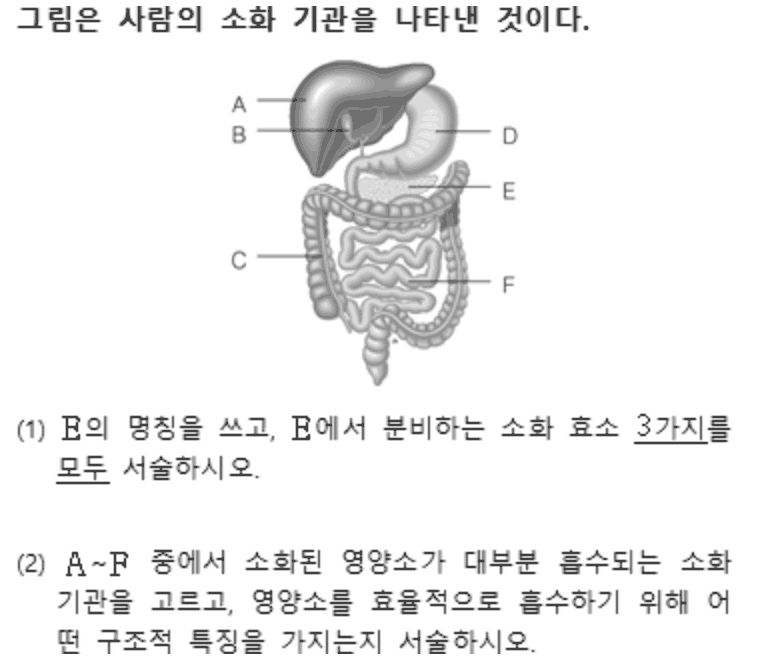 그림은 사람의 소화 기관을 나타낸 것이다.
A
B
D
E
C
F
(1) E의 명칭을 쓰고, E에서 분비하는 소화 효소 3가지를
모두 서술하시오.
(2) A~F 중에서 소화된 영양소가 대부분 흡수되는 소화
기관을 고르고, 영양소를 효율적으로 흡수하기 위해 어
떤 구조적 특징을 가지는지 서술하시오.